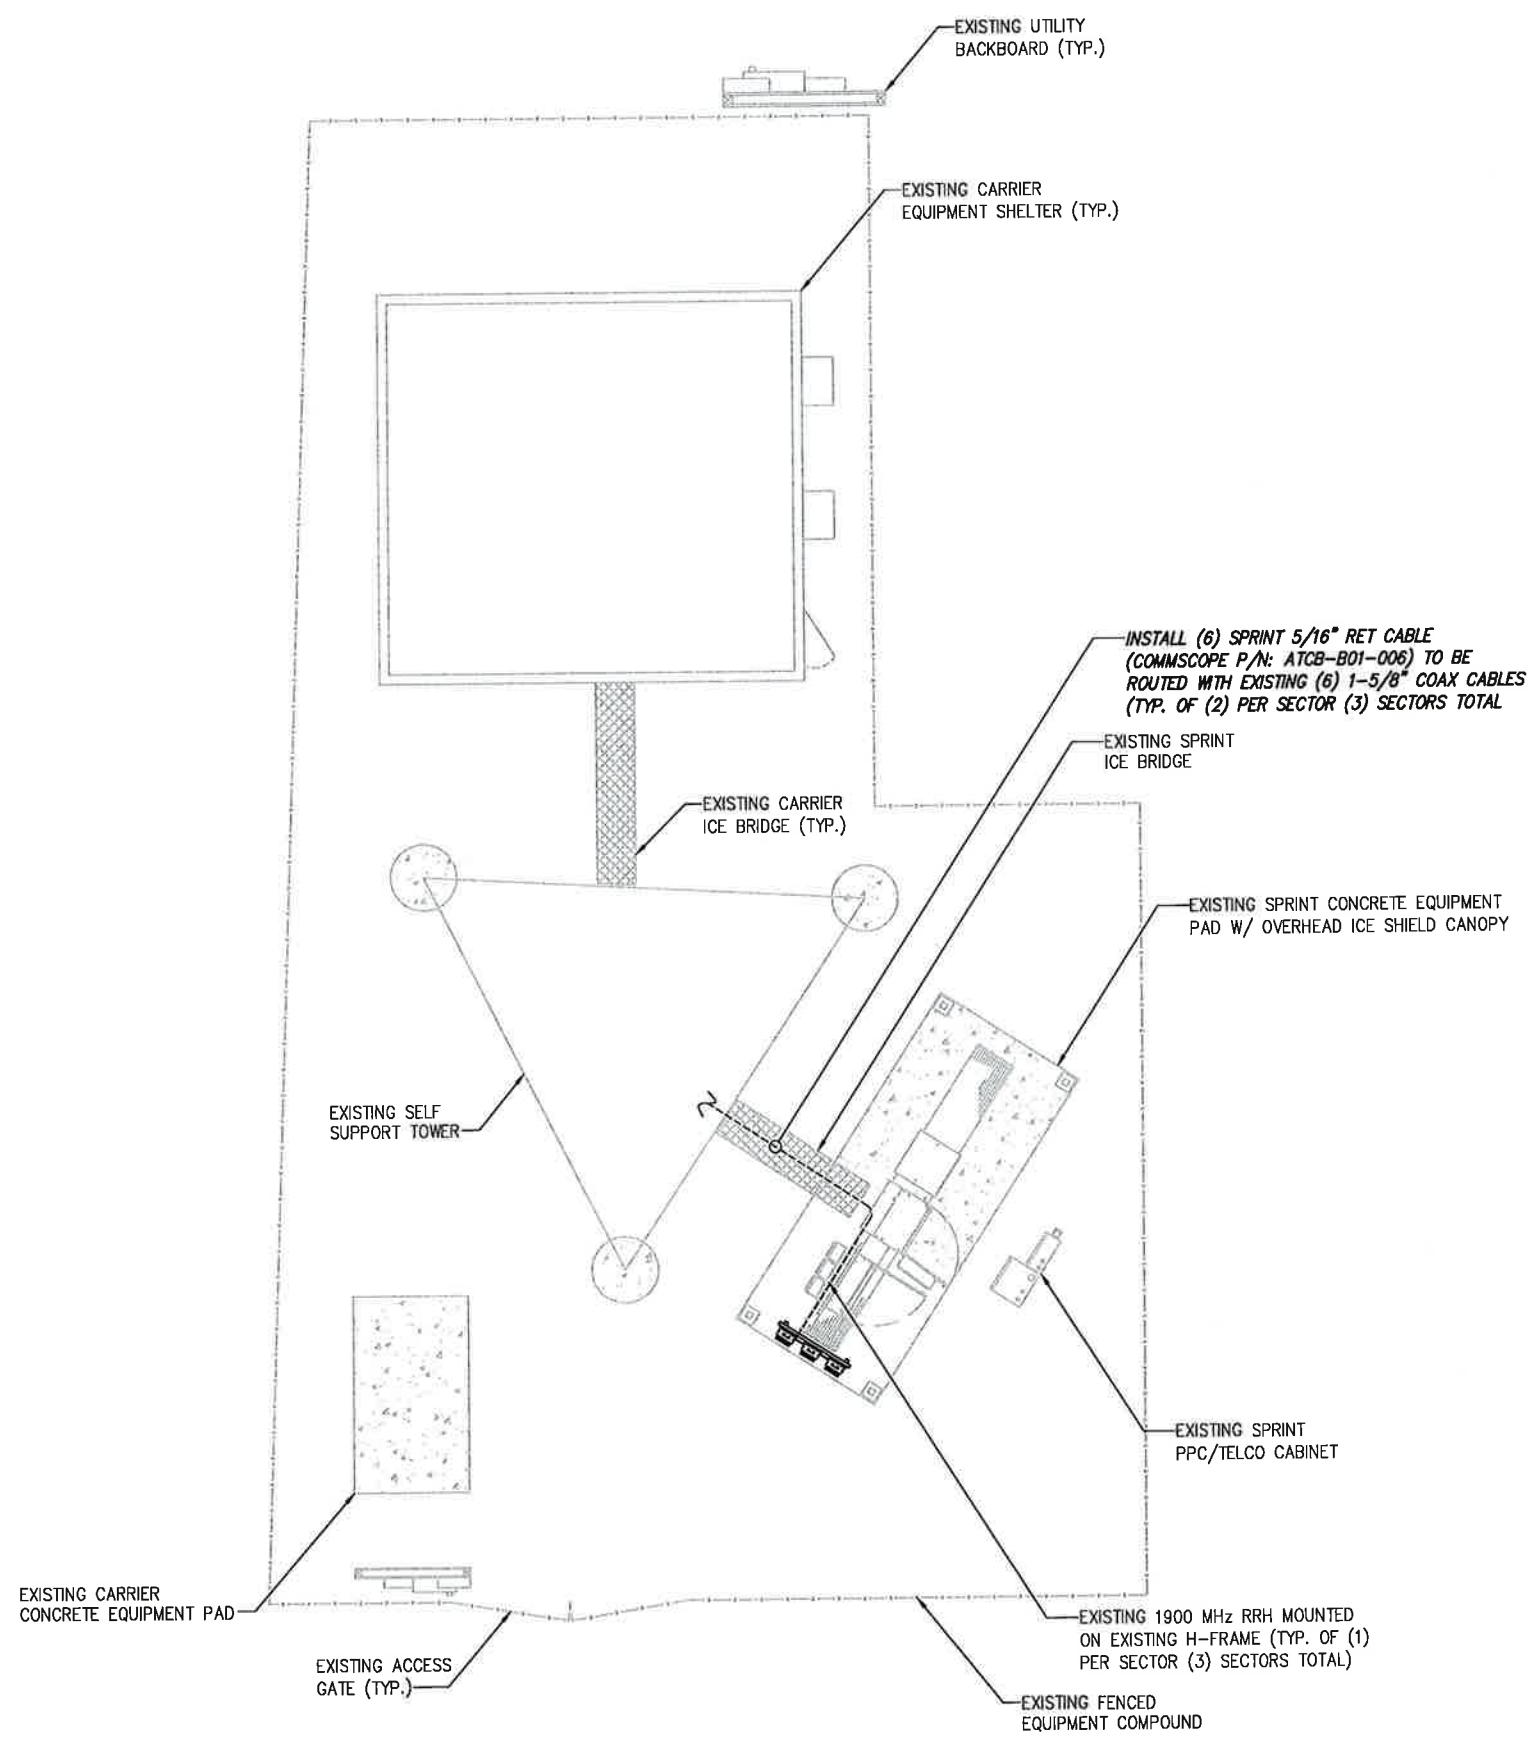 EXISTING UTILITY
BACKBOARD (TYP.)
EXISTING CARRIER
EQUIPMENT SHELTER (TYP.)
INSTALL (6) SPRINT 5/16" RET CABLE
(COMMSCOPE P/N: ATCB-B01-006) TO BE
ROUTED WITH EXISTING (6) 1-5/8" COAX CABLES
(TYP. OF (2) PER SECTOR (3) SECTORS TOTAL
EXISTING SPRINT
ICE BRIDGE
EXISTING CARRIER
ICE BRIDGE (TYP.)
EXISTING SPRINT CONCRETE EQUIPMENT
PAD W/ OVERHEAD ICE SHIELD CANOPY
EXISTING SELF
SUPPORT TOWER
EXISTING SPRINT
PPC/TELCO CABINET
EXISTING CARRIER
CONCRETE EQUIPMENT PAD
EXISTING 1900 MHz RRH MOUNTED
ON EXISTING H-FRAME (TYP. OF (1)
PER SECTOR (3) SECTORS TOTAL)
EXISTING ACCESS
GATE (TYP.)
EXISTING FENCED
EQUIPMENT COMPOUND